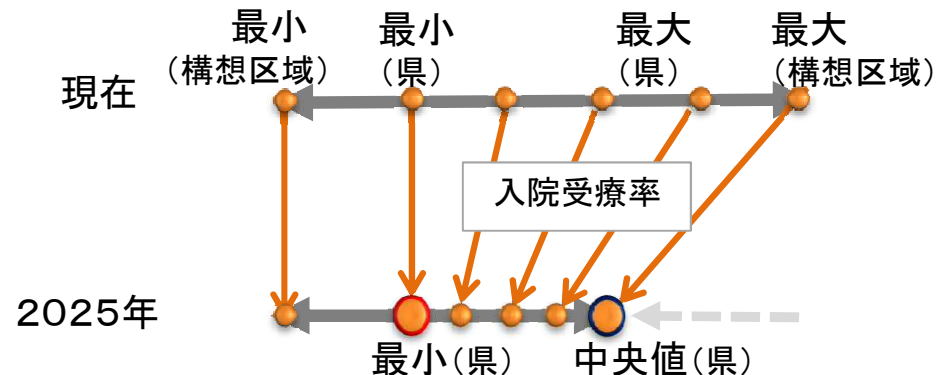 最小
（構想区域）
最小
（県）
最大
（県）
最大
（構想区域）
現在
入院受療率
２０２５年
最小（県）
中央値（県）